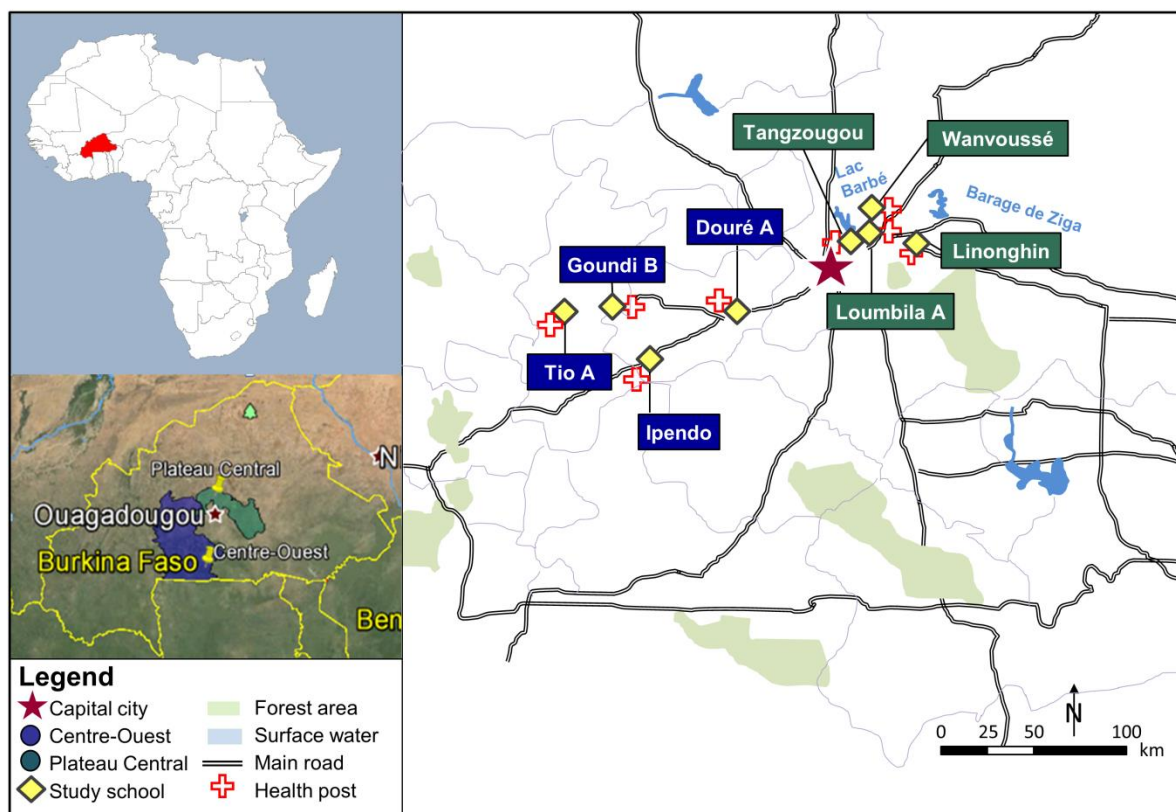 Tangzougou
Wanvoussé
Lac
Barbé
Barage de Ziga
Douré A
Goundi B
Linonghin
Loumbila A
Tio A
Ipendo
Plateau Central
N
Ouagadougou
Centre-Ouest
Burkina Faso
Ben
Legend
Capital city
Centre-Ouest
Plateau Central
Study school
Forest area
Surface water
Main road
Health post
N
0 25 50 100
km